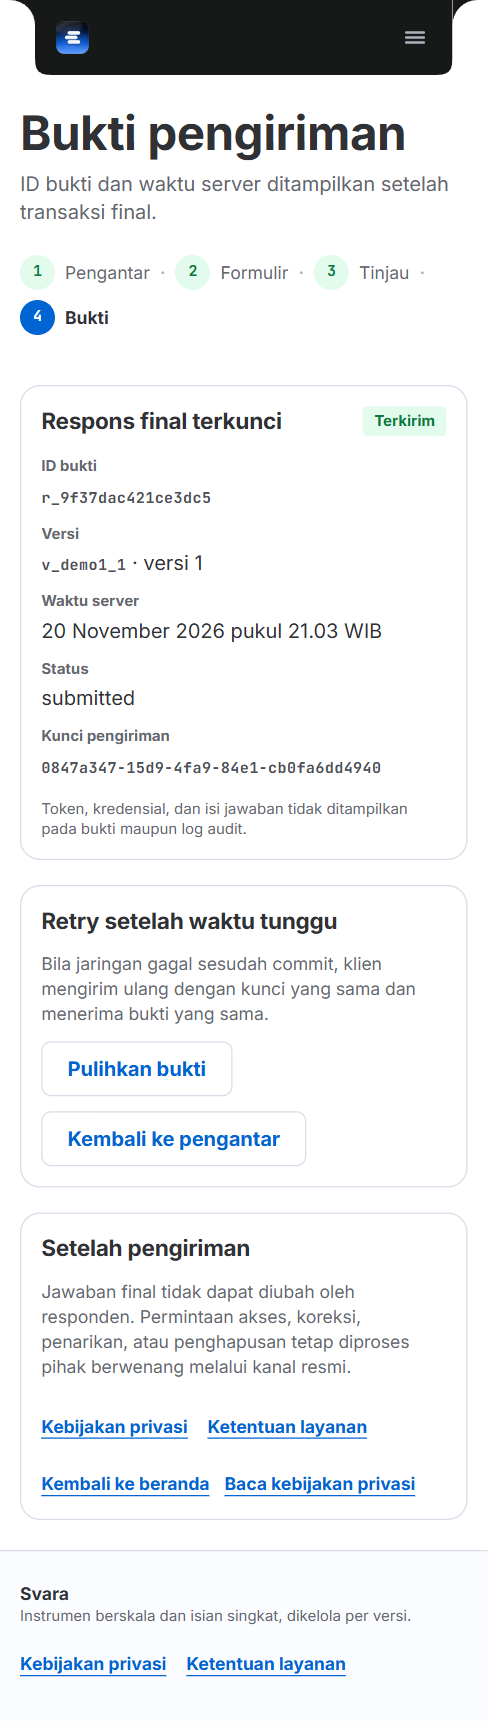 Bukti pengiriman
ID bukti dan waktu server ditampilkan setelah
transaksi final.
1 Pengantar · 2 Formulir · 3 Tinjau ·
4 Bukti
Respons final terkunci Terkirim
ID bukti
r_9f37dac421ce3dc5
Versi
v_demo1_1 · versi 1
Waktu server
20 November 2026 pukul 21.03 WIB
Status
submitted
Kunci pengiriman
0847a347-15d9-4fa9-84e1-cb0fa6dd4940
Token, kredensial, dan isi jawaban tidak ditampilkan
pada bukti maupun log audit.
Retry setelah waktu tunggu
Bila jaringan gagal sesudah commit, klien
mengirim ulang dengan kunci yang sama dan
menerima bukti yang sama.
Pulihkan bukti
Kembali ke pengantar
Setelah pengiriman
Jawaban final tidak dapat diubah oleh
responden. Permintaan akses, koreksi,
penarikan, atau penghapusan tetap diproses
pihak berwenang melalui kanal resmi.
Kebijakan privasi Ketentuan layanan
Kembali ke beranda Baca kebijakan privasi
Svara
Instrumen berskala dan isian singkat, dikelola per versi.
Kebijakan privasi Ketentuan layanan